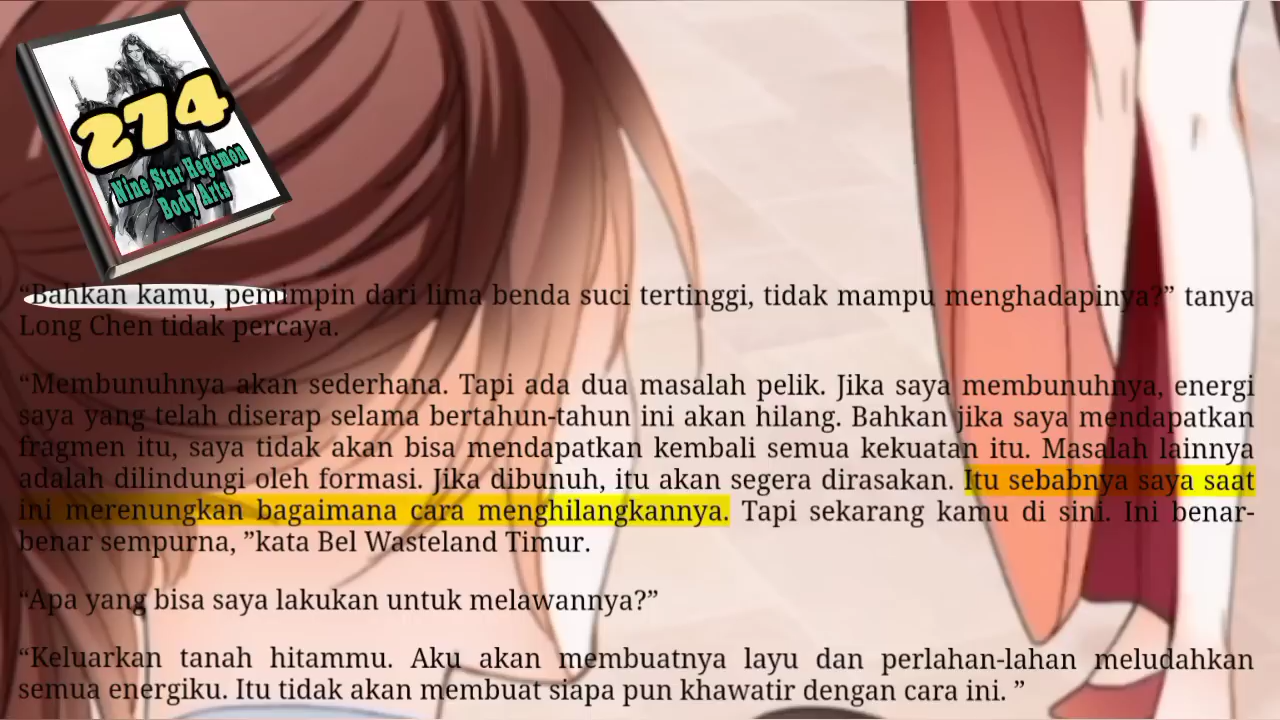 274
Nine Star Hegemon
Body Arts
“Bahkan kamu, pemimpin dari lima benda suci tertinggi, tidak mampu menghadapinya?” tanya
Long Chen tidak percaya.
“Membunuhnya akan sederhana. Tapi ada dua masalah pelik. Jika saya membunuhnya, energi
saya yang telah diserap selama bertahun-tahun ini akan hilang. Bahkan jika saya mendapatkan
fragmen itu, saya tidak akan bisa mendapatkan kembali semua kekuatan itu. Masalah lainnya
adalah dilindungi oleh formasi. Jika dibunuh, itu akan segera dirasakan. Itu sebabnya saya saat
ini merenungkan bagaimana cara menghilangkannya. Tapi sekarang kamu di sini. Ini benar-
benar sempurna, ”kata Bel Wasteland Timur.
“Apa yang bisa saya lakukan untuk melawannya?”
“Keluarkan tanah hitammu. Aku akan membuatnya layu dan perlahan-lahan meludahkan
semua energiku. Itu tidak akan membuat siapa pun khawatir dengan cara ini. ”